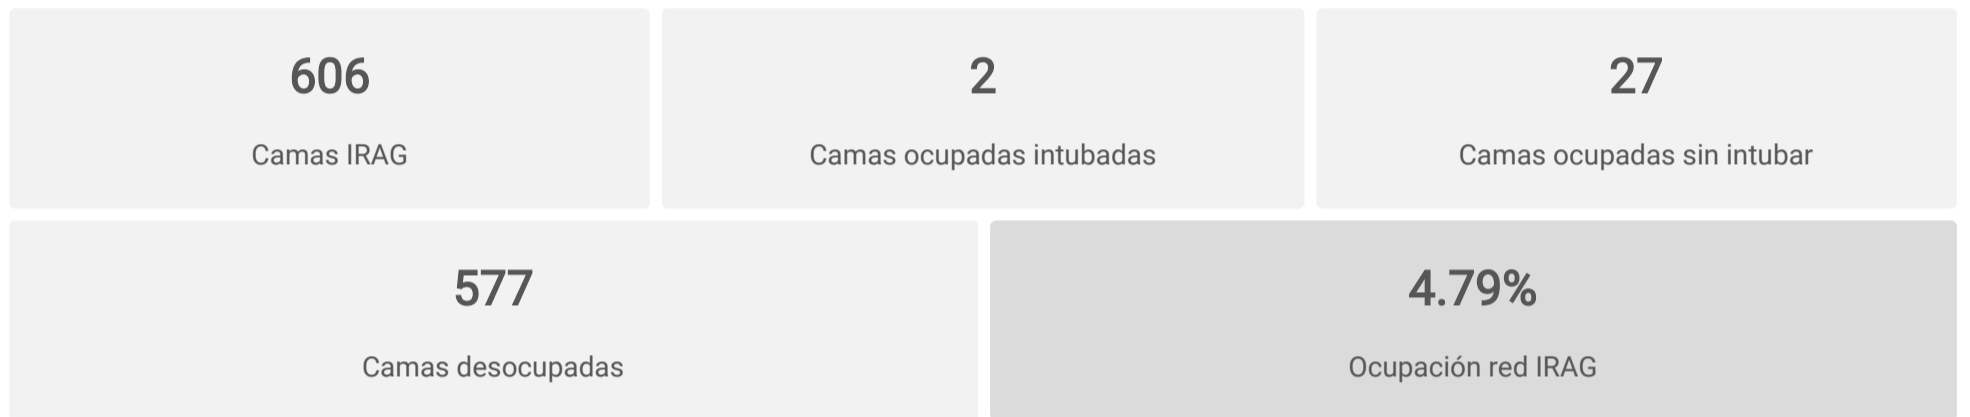 606
Camas IRAG
2
Camas ocupadas intubadas
27
Camas ocupadas sin intubar
577
Camas desocupadas
4.79%
Ocupación red IRAG